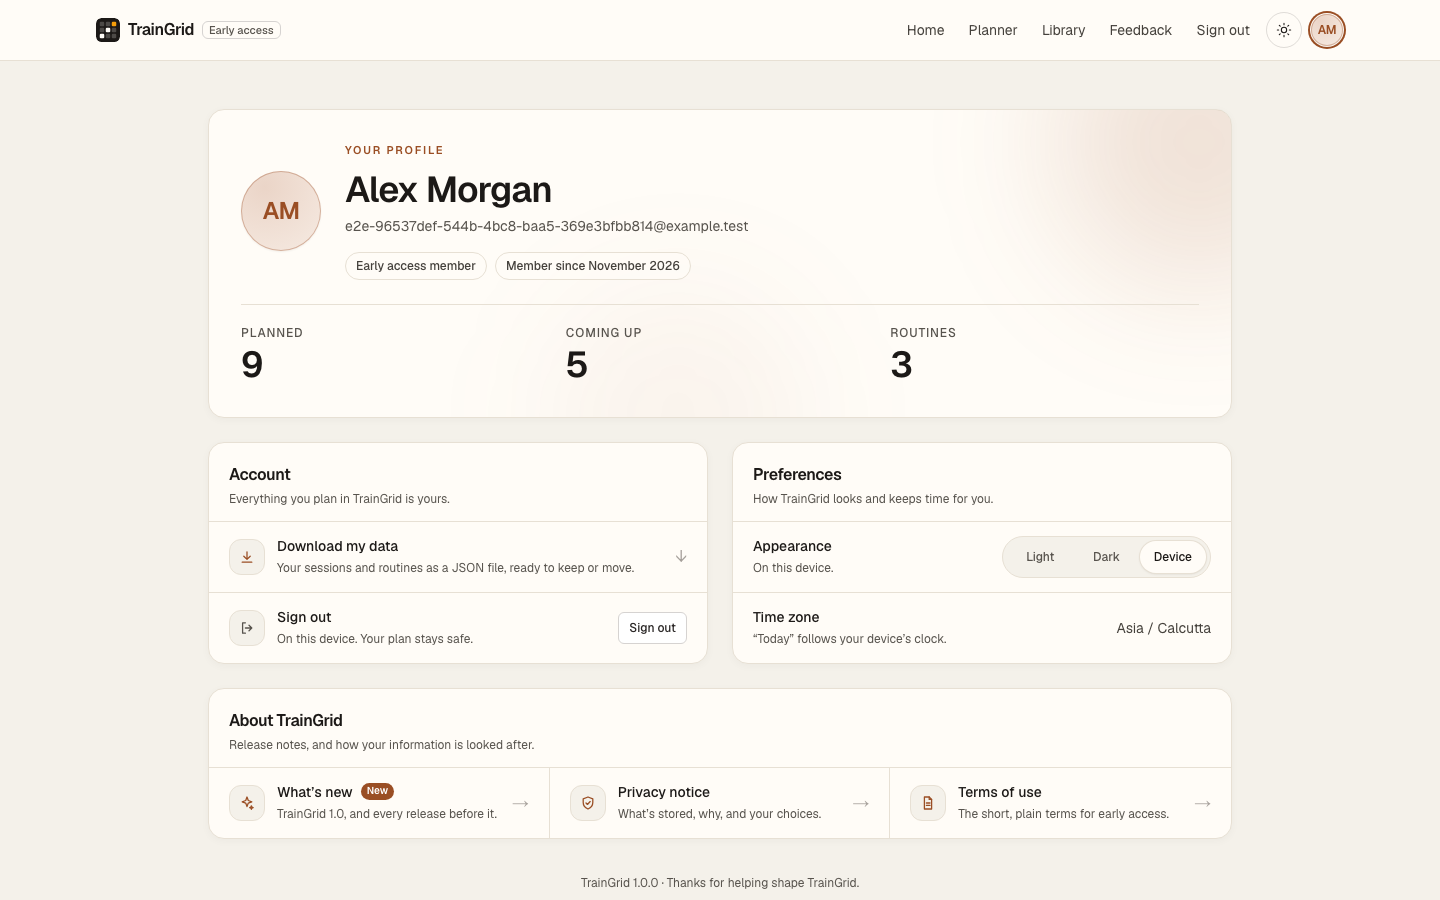 TrainGrid Early access Home Planner Library Feedback Sign out AM
YOUR PROFILE
AM
Alex Morgan
e2e-96537def-544b-4bc8-baa5-369e3bfbb814@example.test
Early access member Member since November 2026
PLANNED COMING UP ROUTINES
9 5 3
Account
Everything you plan in TrainGrid is yours.
Download my data
Your sessions and routines as a JSON file, ready to keep or move.
Sign out
On this device. Your plan stays safe.
Sign out
Preferences
How TrainGrid looks and keeps time for you.
Appearance
On this device.
Light Dark Device
Time zone
“Today” follows your device’s clock.
Asia / Calcutta
About TrainGrid
Release notes, and how your information is looked after.
What’s new New
TrainGrid 1.0, and every release before it.
Privacy notice
What’s stored, why, and your choices.
Terms of use
The short, plain terms for early access.
TrainGrid 1.0.0 · Thanks for helping shape TrainGrid.